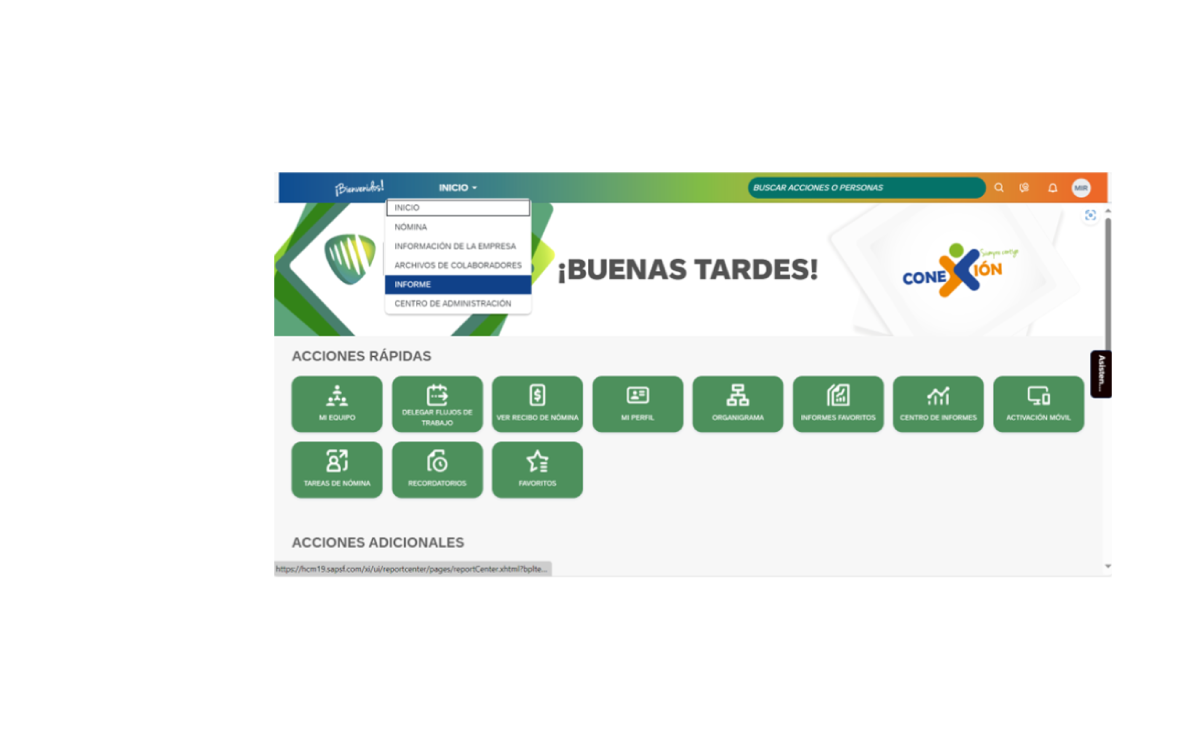 ¡Bienvenidos!
INICIO
BUSCAR ACCIONES O PERSONAS
MIR
INICIO
NÓMINA
INFORMACIÓN DE LA EMPRESA
ARCHIVOS DE COLABORADORES
INFORME
CENTRO DE ADMINISTRACIÓN
¡BUENAS TARDES!
CONEXIÓN
Asisten...
ACCIONES RÁPIDAS
MI EQUIPO
DELEGAR FLUJOS DE
TRABAJO
VER RECIBO DE NÓMINA
MI PERFIL
ORGANIGRAMA
INFORMES FAVORITOS
CENTRO DE INFORMES
ACTIVACIÓN MÓVIL
TAREAS DE NÓMINA
RECORDATORIOS
FAVORITOS
ACCIONES ADICIONALES
https://hcm19.sapsf.com/xi/ui/reportcenter/pages/reportCenter.xhtml?bplte...